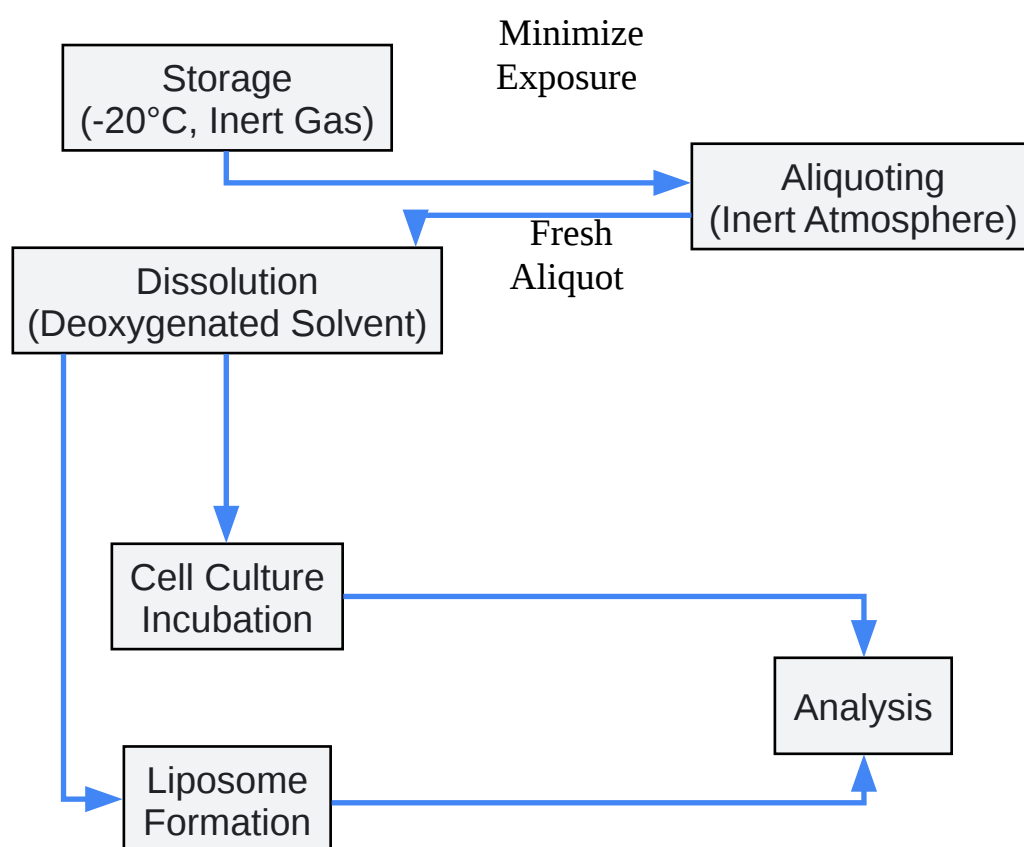 Minimize
Exposure
Storage
(-20°C, Inert Gas)
Aliquoting
(Inert Atmosphere)
Fresh
Aliquot
Dissolution
(Deoxygenated Solvent)
Cell Culture
Incubation
Analysis
Liposome
Formation